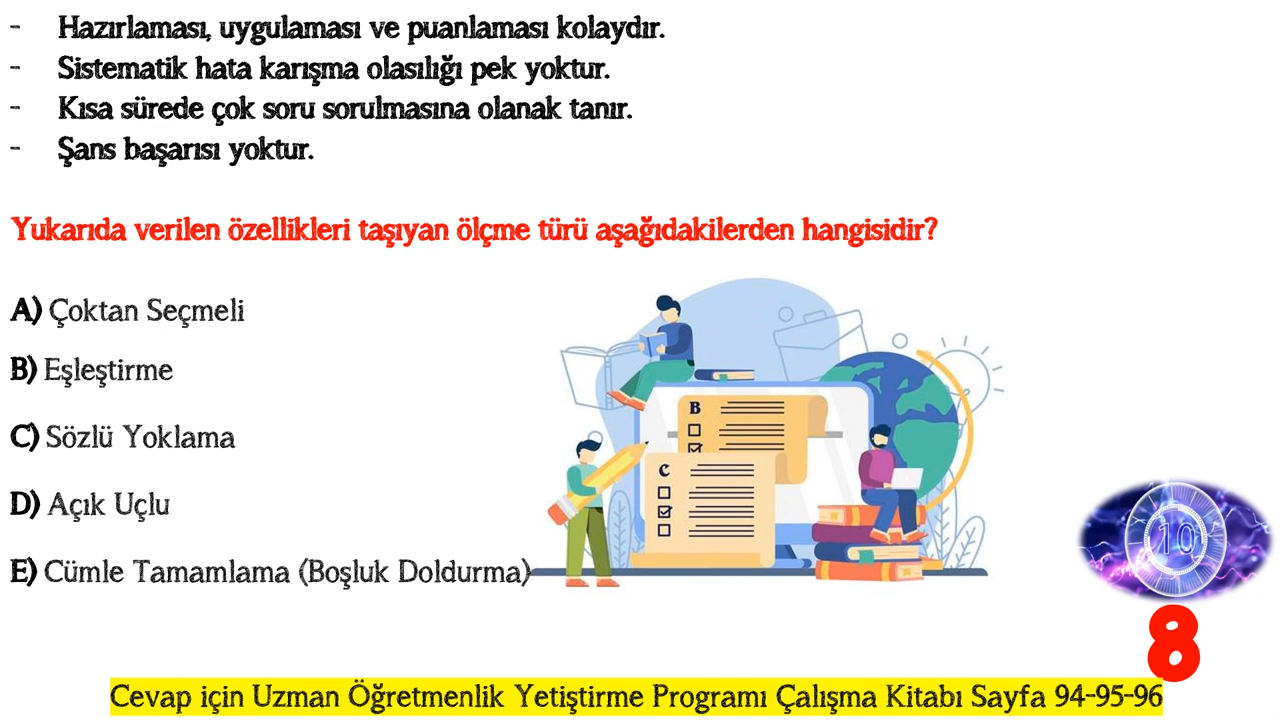 - Hazırlaması, uygulaması ve puanlaması kolaydır.
- Sistematik hata karışma olasılığı pek yoktur.
- Kısa sürede çok soru sorulmasına olanak tanır.
- Şans başarısı yoktur.
Yukarıda verilen özellikleri taşıyan ölçme türü aşağıdakilerden hangisidir?
A) Çoktan Seçmeli
B) Eşleştirme
C) Sözlü Yoklama
D) Açık Uçlu
E) Cümle Tamamlama (Boşluk Doldurma)
B
C
10
8
Cevap için Uzman Öğretmenlik Yetiştirme Programı Çalışma Kitabı Sayfa 94-95-96